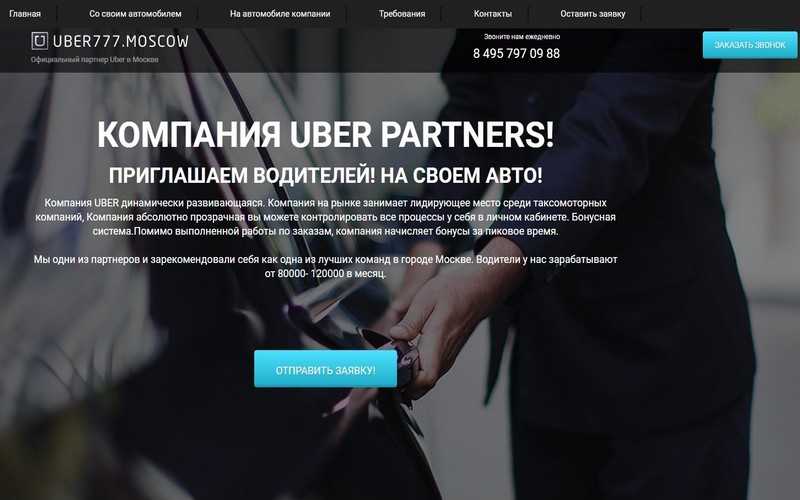 Главная Со своим автомобилем На автомобиле компании Требования Контакты Оставить заявку
UBER777.MOSCOW
Официальный партнер Uber в Москве
Звоните нам ежедневно
8 495 797 09 88
ЗАКАЗАТЬ ЗВОНОК
КОМПАНИЯ UBER PARTNERS!
ПРИГЛАШАЕМ ВОДИТЕЛЕЙ! НА СВОЕМ АВТО!
Компания UBER динамически развивающаяся. Компания на рынке занимает лидирующее место среди таксомоторных
компаний, Компания абсолютно прозрачная вы можете контролировать все процессы у себя в личном кабинете. Бонусная
система.Помимо выполненной работы по заказам, компания начисляет бонусы за пиковое время.
Мы одни из партнеров и зарекомендовали себя как одна из лучших команд в городе Москве. Водители у нас зарабатывают
от 80000- 120000 в месяц.
ОТПРАВИТЬ ЗАЯВКУ!